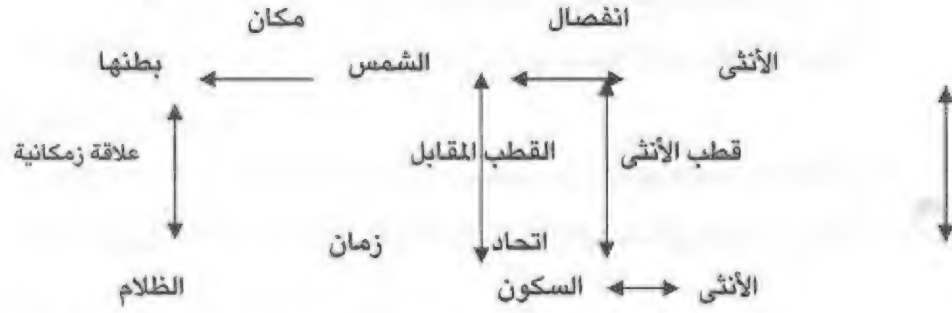 انفصال مكان
الأنثى الشمس بطنها
قطب الأنثى القطب المقابل علاقة زمكانية
اتحاد زمان
الأنثى السكون الظلام